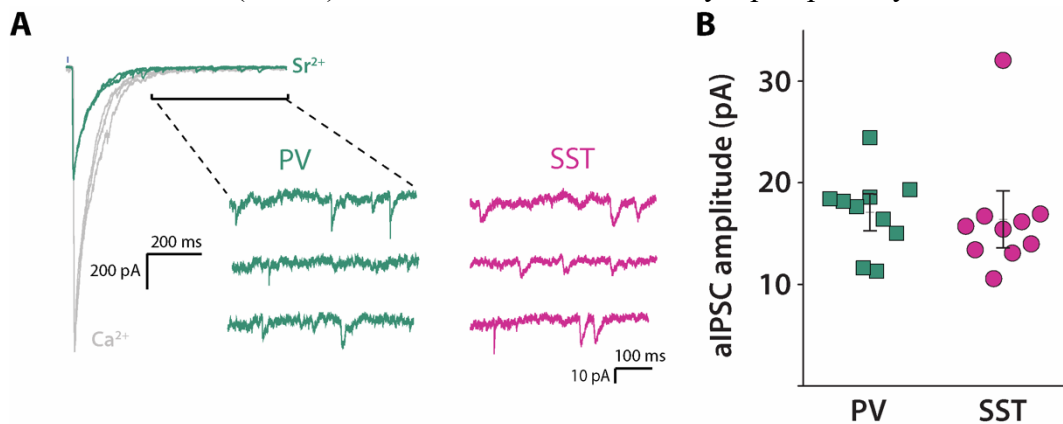 A
B
Sr²⁺
PV
SST
200 ms
200 pA
Ca²⁺
100 ms
10 pA
aIPSC amplitude (pA)
30
20
10
PV
SST